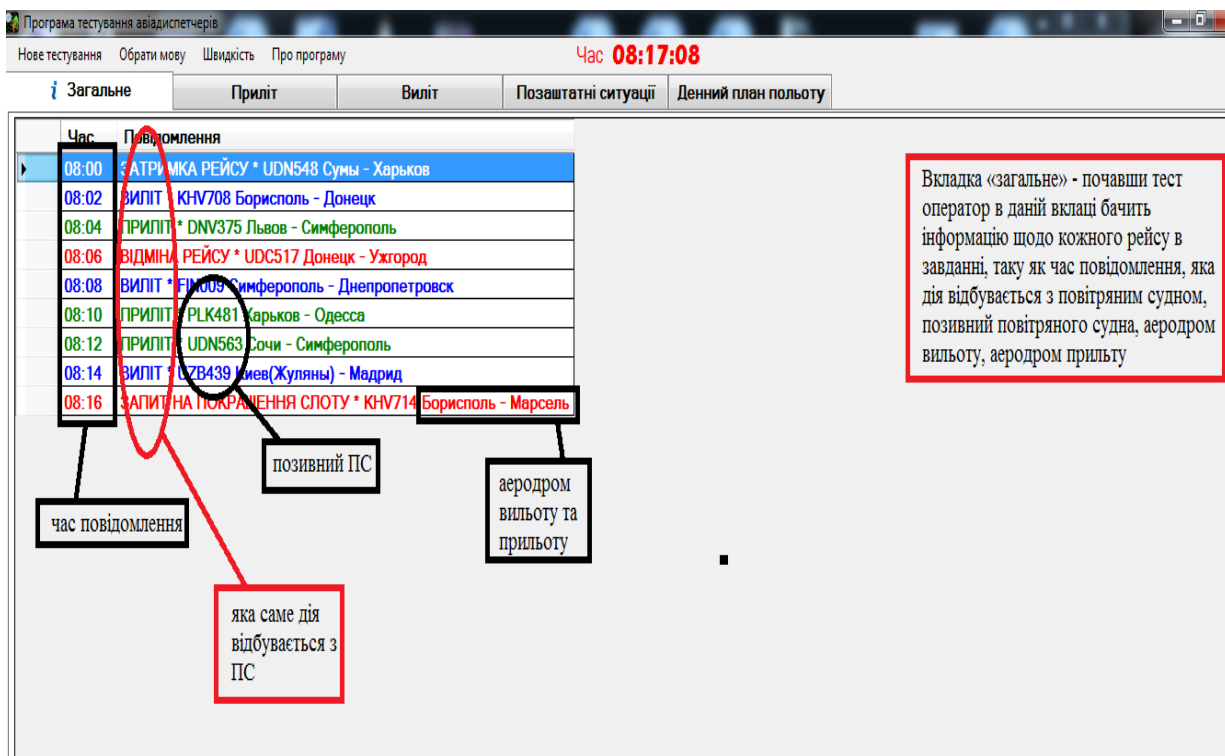 Програма тестування авіадиспетчерів
Нове тестування Обрати мову Швидкість Про програму Час 08:17:08
i Загальне Приліт Виліт Позаштатні ситуації Денний план польоту
Час Повідомлення
08:00 ЗАТРИМКА РЕЙСУ * UDN548 Сумы - Харьков
08:02 ВИЛІТ * KHV708 Борисполь - Донецк
08:04 ПРИЛІТ * DNV375 Львов - Симферополь
08:06 ВІДМІНА РЕЙСУ * UDC517 Донецк - Ужгород
08:08 ВИЛІТ * FIN009 Симферополь - Днепропетровск
08:10 ПРИЛІТ * PLK481 Харьков - Одесса
08:12 ПРИЛІТ * UDN563 Сочи - Симферополь
08:14 ВИЛІТ * UZB439 Киев(Жуляны) - Мадрид
08:16 ЗАПИТ НА ПОКРАЩЕННЯ СЛОТУ * KHV714 Борисполь - Марсель
Вкладка «загальне» - почавши тест
оператор в даній вклаці бачить
інформацію щодо кожного рейсу в
завданні, таку як час повідомлення, яка
дія відбувається з повітряним судном,
позивний повітряного судна, аеродром
вильоту, аеродром прильту
позивний ПС
аеродром
вильоту та
прильоту
час повідомлення
яка саме дія
відбувається з
ПС